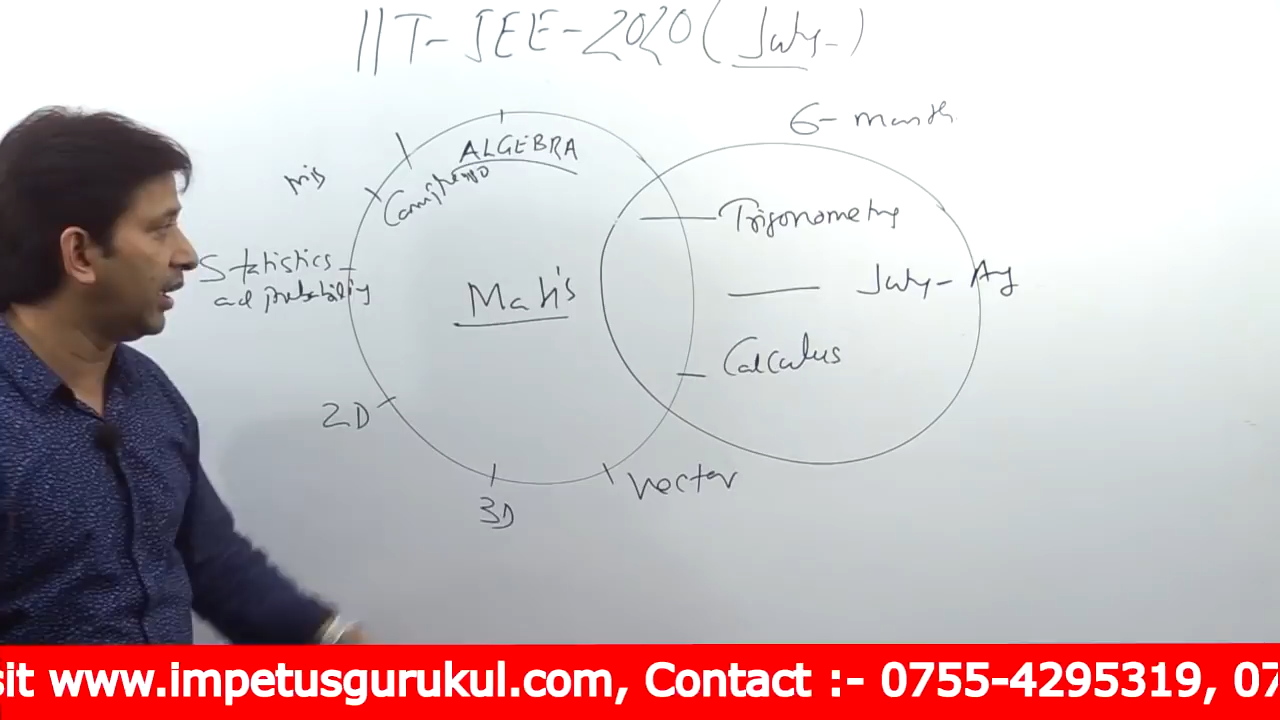 IIT-JEE-2020 (July-)
6-month
ALGEBRA
Trigonometry
Statistics
and probability
July-Aug
Maths
Calculus
2D
vector
3D
sit www.impetusgurukul.com, Contact :- 0755-4295319, 07